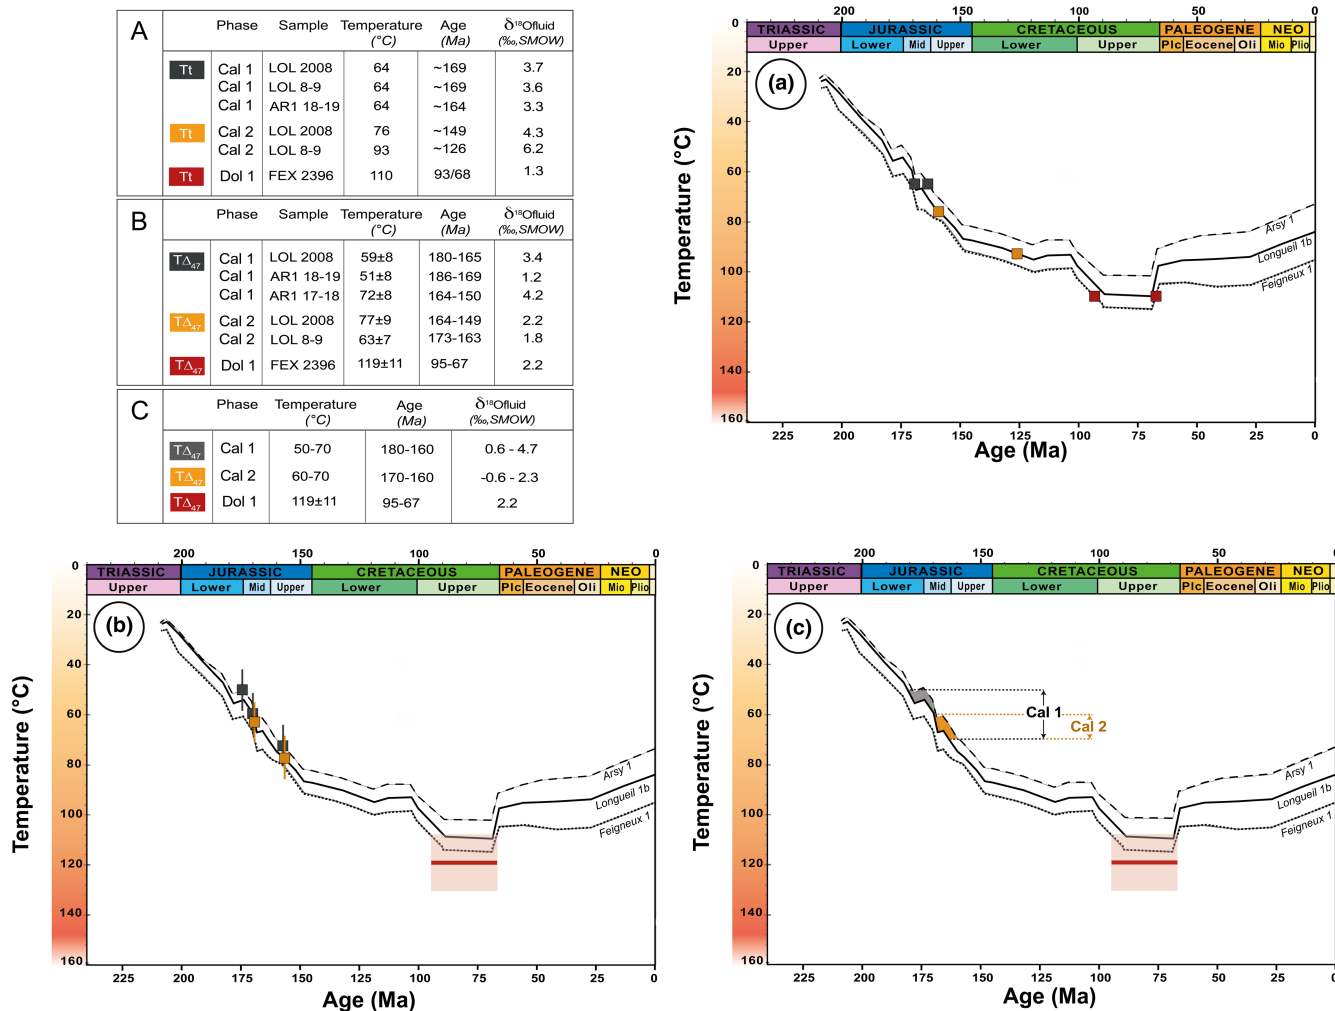 A
Phase Sample Temperature (°C) Age (Ma) δ18Ofluid (‰,SMOW)
Tt Cal 1 LOL 2008 64 ~169 3.7
Cal 1 LOL 8-9 64 ~169 3.6
Cal 1 AR1 18-19 64 ~164 3.3
Tt Cal 2 LOL 2008 76 ~149 4.3
Cal 2 LOL 8-9 93 ~126 6.2
Tt Dol 1 FEX 2396 110 93/68 1.3
B
Phase Sample Temperature (°C) Age (Ma) δ18Ofluid (‰,SMOW)
TΔ47 Cal 1 LOL 2008 59±8 180-165 3.4
Cal 1 AR1 18-19 51±8 186-169 1.2
Cal 1 AR1 17-18 72±8 164-150 4.2
TΔ47 Cal 2 LOL 2008 77±9 164-149 2.2
Cal 2 LOL 8-9 63±7 173-163 1.8
TΔ47 Dol 1 FEX 2396 119±11 95-67 2.2
C
Phase Temperature (°C) Age (Ma) δ18Ofluid (‰,SMOW)
TΔ47 Cal 1 50-70 180-160 0.6 - 4.7
TΔ47 Cal 2 60-70 170-160 -0.6 - 2.3
TΔ47 Dol 1 119±11 95-67 2.2
200 150 100 50 0
TRIASSIC JURASSIC CRETACEOUS PALEOGENE NEO
Upper Lower Mid Upper Lower Upper Plc Eocene Oli Mio Plio
(a)
Temperature (°C)
0
20
40
60
80
100
120
140
160
Arsy 1
Longueil 1b
Feigneux 1
225 200 175 150 125 100 75 50 25 0
Age (Ma)
200 150 100 50 0
TRIASSIC JURASSIC CRETACEOUS PALEOGENE NEO
Upper Lower Mid Upper Lower Upper Plc Eocene Oli Mio Plio
(b)
Temperature (°C)
0
20
40
60
80
100
120
140
160
Arsy 1
Longueil 1b
Feigneux 1
225 200 175 150 125 100 75 50 25 0
Age (Ma)
200 150 100 50 0
TRIASSIC JURASSIC CRETACEOUS PALEOGENE NEO
Upper Lower Mid Upper Lower Upper Plc Eocene Oli Mio Plio
(c)
Temperature (°C)
0
20
40
60
80
100
120
140
160
Cal 1
Cal 2
Arsy 1
Longueil 1b
Feigneux 1
225 200 175 150 125 100 75 50 25 0
Age (Ma)